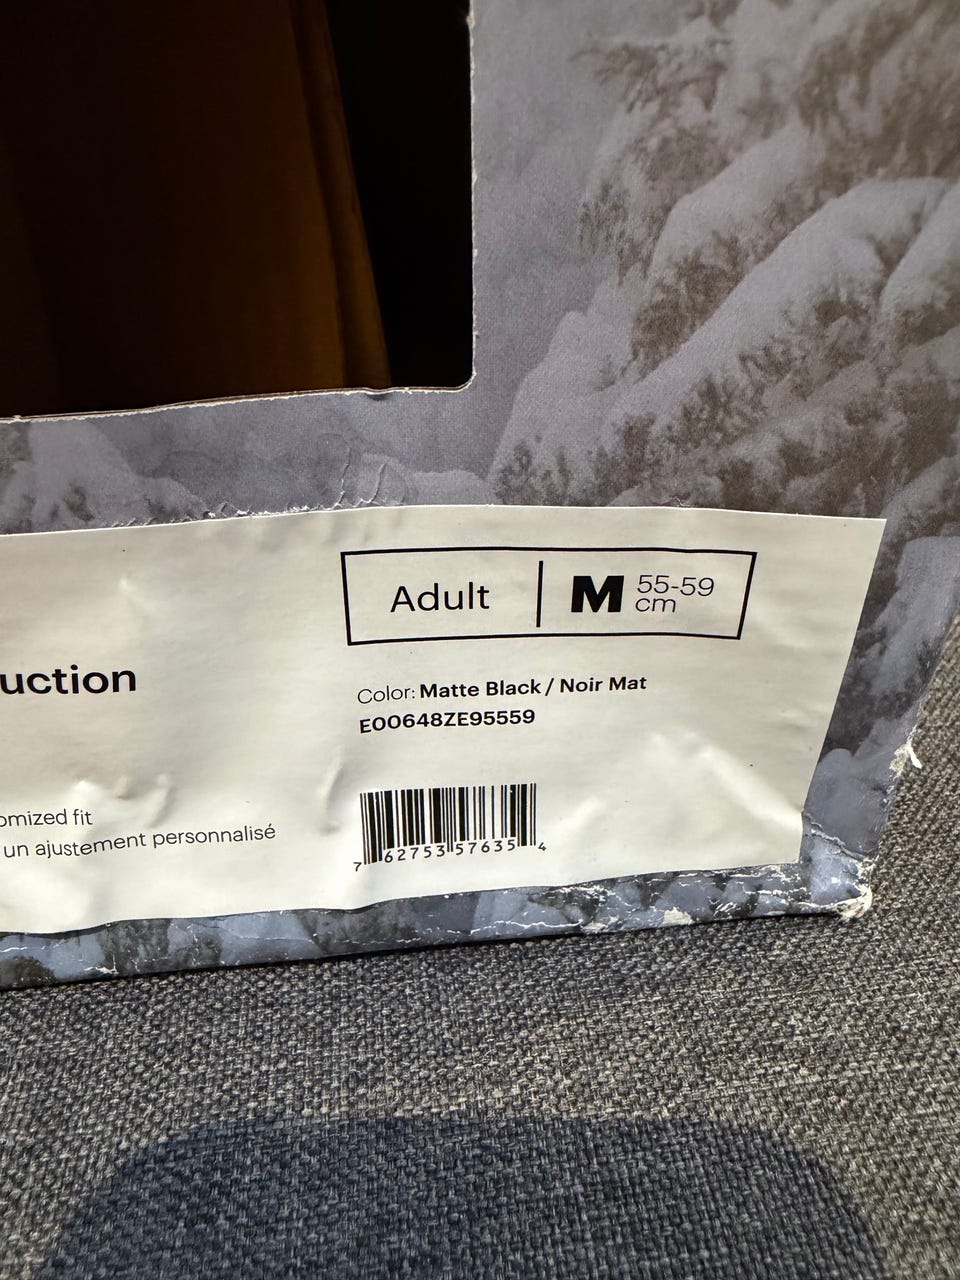 Adult
M 55-59 cm
uction
Color: Matte Black / Noir Mat
E00648ZE95559
omized fit
un ajustement personnalisé
7 62753 57635 4